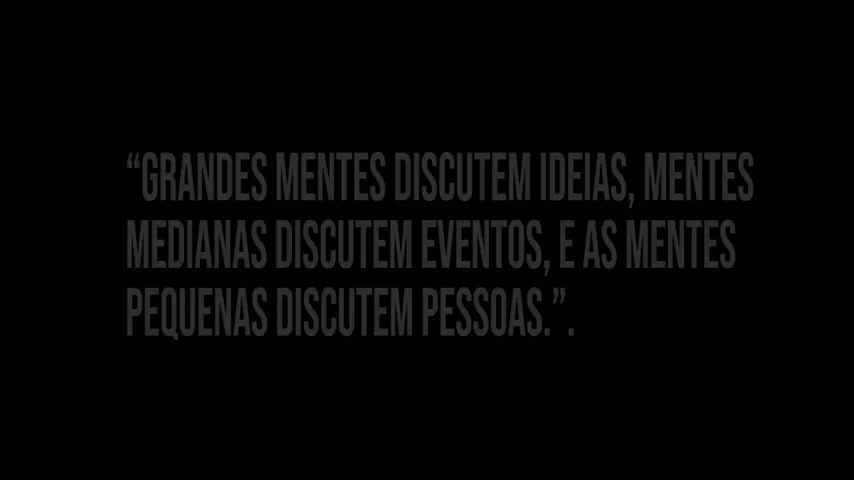 “GRANDES MENTES DISCUTEM IDEIAS, MENTES
MEDIANAS DISCUTEM EVENTOS, E AS MENTES
PEQUENAS DISCUTEM PESSOAS.”.